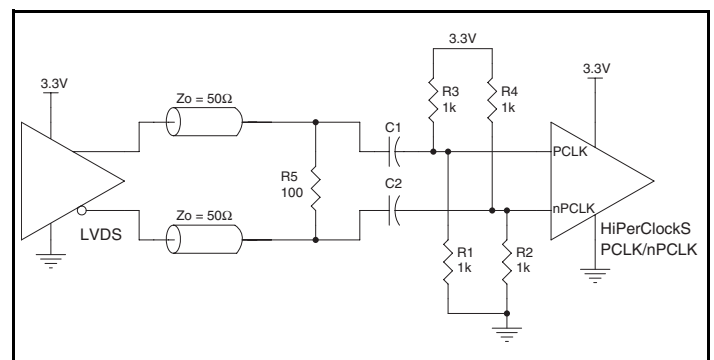 3.3V
3.3V
3.3V
Zo = 50Ω
R3
1k
R4
1k
C1
PCLK
R5
100
C2
nPCLK
Zo = 50Ω
LVDS
HiPerClockS
PCLK/nPCLK
R1
1k
R2
1k